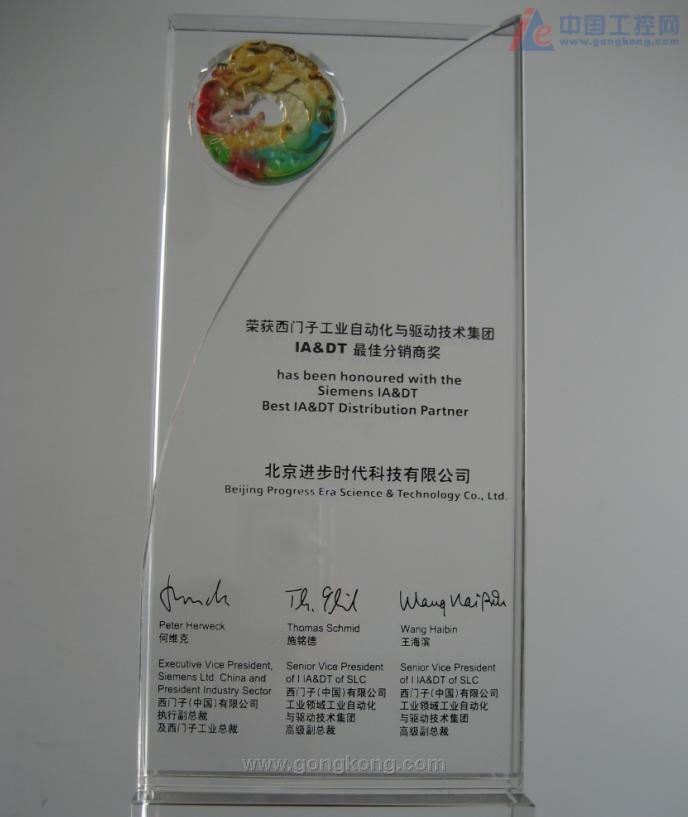 中国工控网
www.gongkong.com
荣获西门子工业自动化与驱动技术集团
IA&DT 最佳分销商奖
has been honoured with the
Siemens IA&DT
Best IA&DT Distribution Partner
北京进步时代科技有限公司
Beijing Progress Era Science & Technology Co., Ltd.
Th. Schmid
Wang Haibin
Peter Herweck
何维克
Thomas Schmid
施铭德
Wang Haibin
王海滨
Executive Vice President,
Siemens Ltd. China and
President Industry Sector
西门子(中国)有限公司
执行副总裁
及西门子工业总裁
Senior Vice President
of I IA&DT of SLC
西门子(中国)有限公司
工业领域工业自动化
与驱动技术集团
高级副总裁
Senior Vice President
of I IA&DT of SLC
西门子(中国)有限公司
工业领域工业自动化
与驱动技术集团
高级副总裁
www.gongkong.com